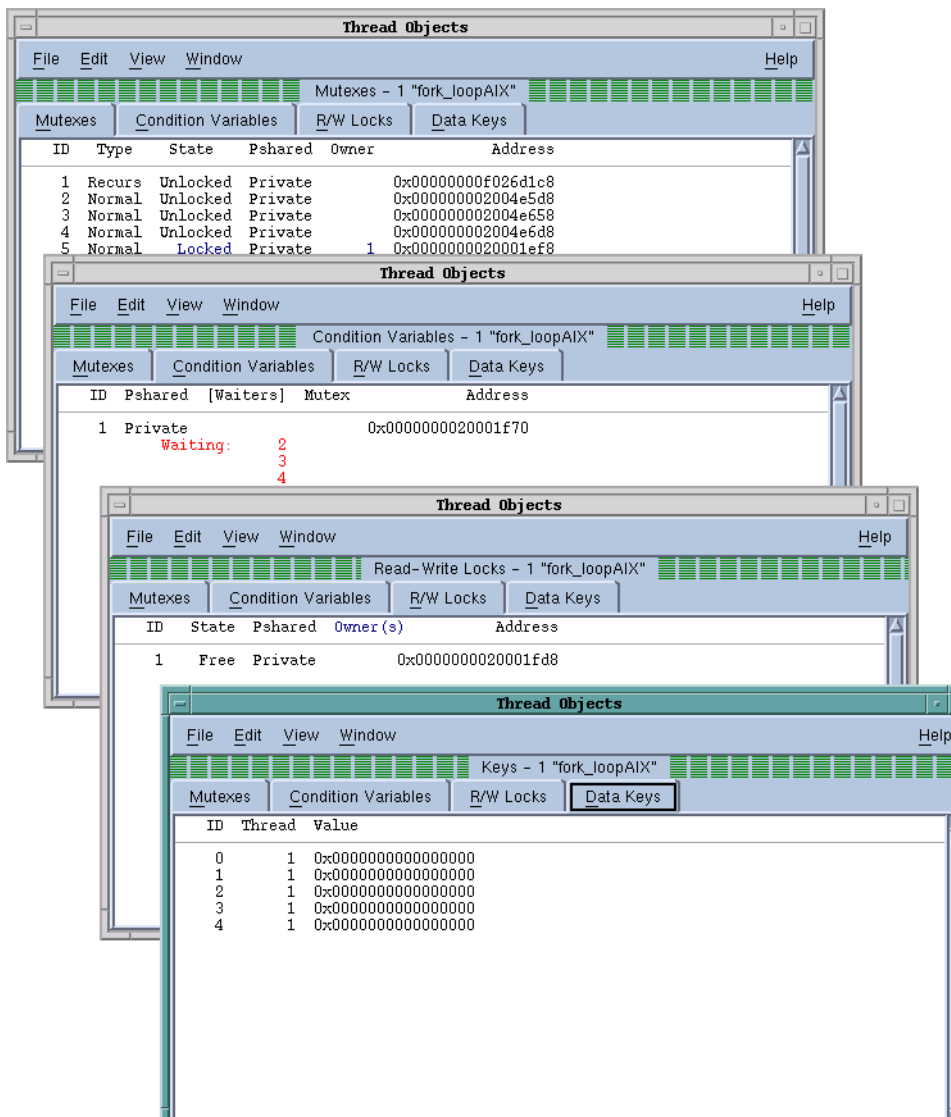 Thread Objects
File Edit View Window Help
Mutexes - 1 "fork_loopAIX"
Mutexes Condition Variables R/W Locks Data Keys
ID Type State Pshared Owner Address
1 Recurs Unlocked Private 0x00000000f026d1c8
2 Normal Unlocked Private 0x000000002004e5d8
3 Normal Unlocked Private 0x000000002004e658
4 Normal Unlocked Private 0x000000002004e6d8
5 Normal Locked Private 1 0x0000000020001ef8
Thread Objects
File Edit View Window Help
Condition Variables - 1 "fork_loopAIX"
Mutexes Condition Variables R/W Locks Data Keys
ID Pshared [Waiters] Mutex Address
1 Private 0x0000000020001f70
Waiting: 2
3
4
Thread Objects
File Edit View Window Help
Read-Write Locks - 1 "fork_loopAIX"
Mutexes Condition Variables R/W Locks Data Keys
ID State Pshared Owner(s) Address
1 Free Private 0x0000000020001fd8
Thread Objects
File Edit View Window Help
Keys - 1 "fork_loopAIX"
Mutexes Condition Variables R/W Locks Data Keys
ID Thread Value
0 1 0x0000000000000000
1 1 0x0000000000000000
2 1 0x0000000000000000
3 1 0x0000000000000000
4 1 0x0000000000000000